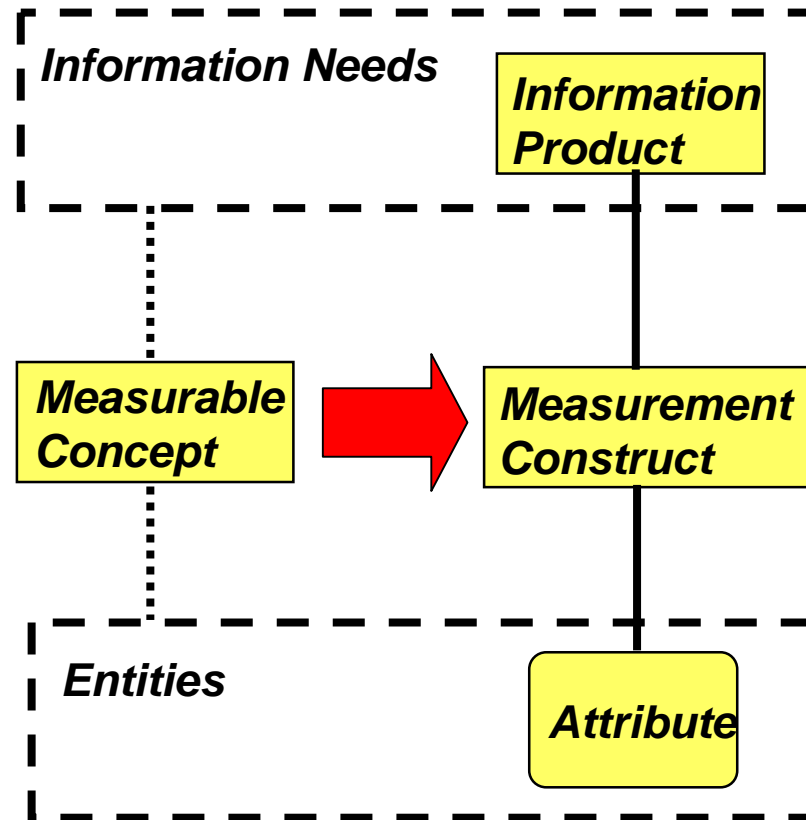 Information Needs
Information
Product
Measurable
Concept
Measurement
Construct
Entities
Attribute